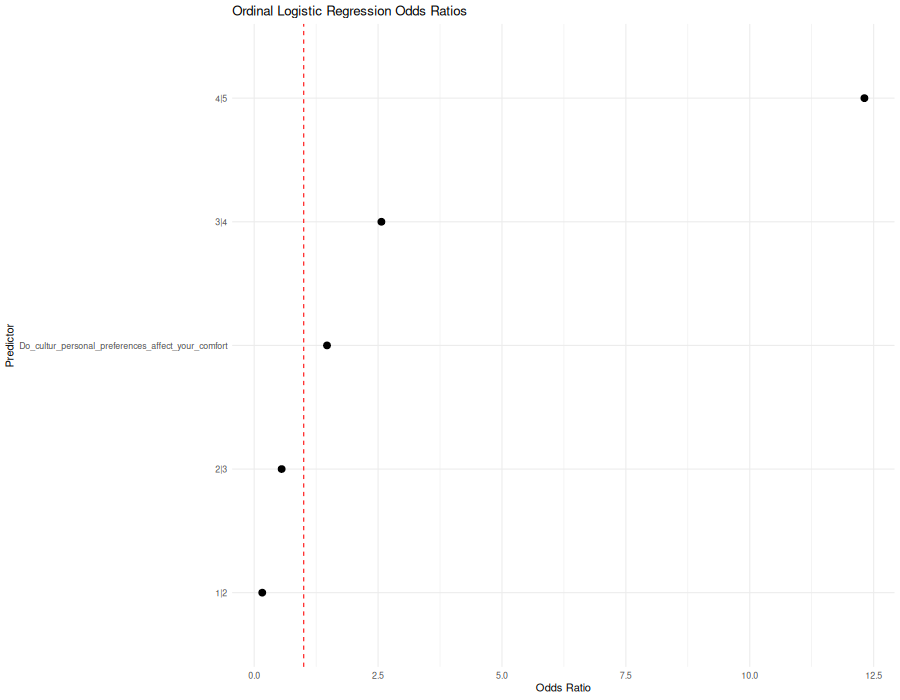 Ordinal Logistic Regression Odds Ratios
4|5
3|4
Do_cultur_personal_preferences_affect_your_comfort
2|3
1|2
Predictor
0.0 2.5 5.0 7.5 10.0 12.5
Odds Ratio